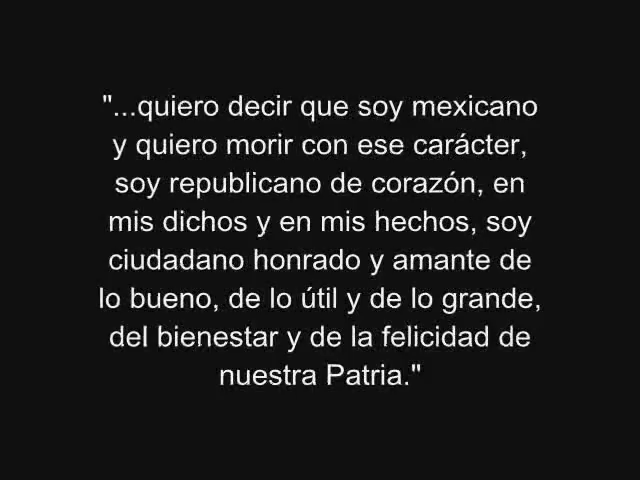 "...quiero decir que soy mexicano
y quiero morir con ese carácter,
soy republicano de corazón, en
mis dichos y en mis hechos, soy
ciudadano honrado y amante de
lo bueno, de lo útil y de lo grande,
del bienestar y de la felicidad de
nuestra Patria."